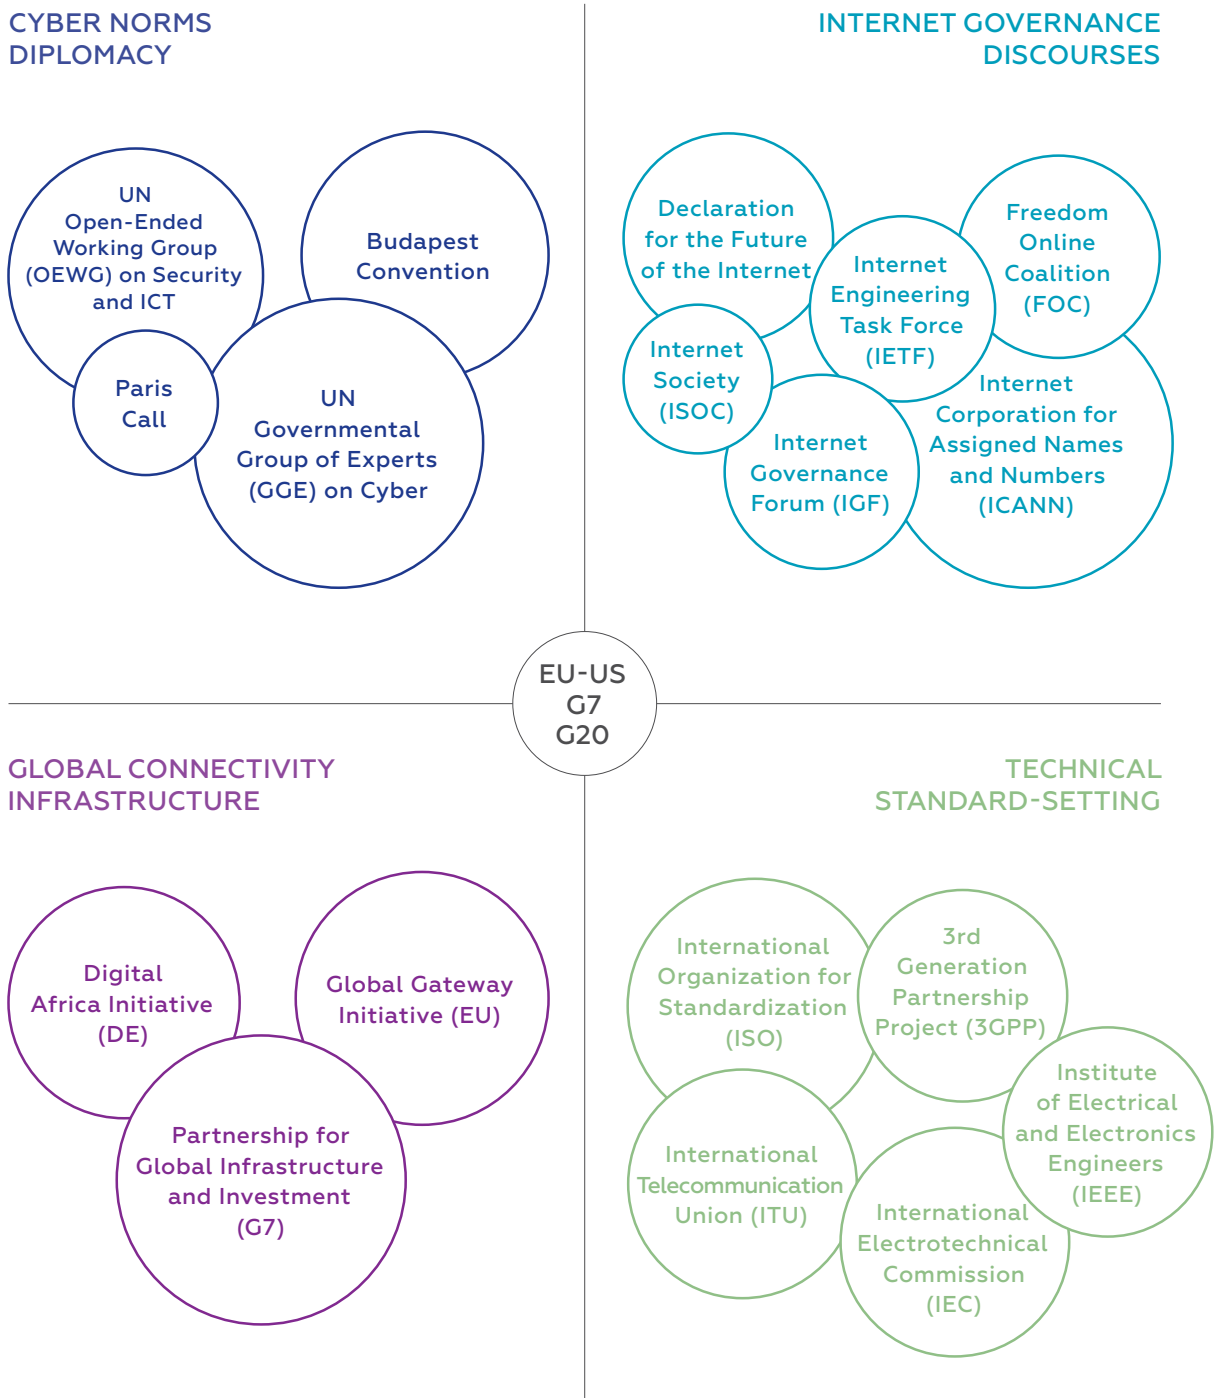 CYBER NORMS
DIPLOMACY
UN
Open-Ended
Working Group
(OEWG) on Security
and ICT
Budapest
Convention
Paris
Call
UN
Governmental
Group of Experts
(GGE) on Cyber
INTERNET GOVERNANCE
DISCOURSES
Declaration
for the Future
of the Internet
Internet
Engineering
Task Force
(IETF)
Freedom
Online
Coalition
(FOC)
Internet
Society
(ISOC)
Internet
Governance
Forum (IGF)
Internet
Corporation for
Assigned Names
and Numbers
(ICANN)
EU-US
G7
G20
GLOBAL CONNECTIVITY
INFRASTRUCTURE
Digital
Africa Initiative
(DE)
Global Gateway
Initiative (EU)
Partnership for
Global Infrastructure
and Investment
(G7)
TECHNICAL
STANDARD-SETTING
International
Organization for
Standardization
(ISO)
3rd
Generation
Partnership
Project (3GPP)
Institute
of Electrical
and Electronics
Engineers
(IEEE)
International
Telecommunication
Union (ITU)
International
Electrotechnical
Commission
(IEC)